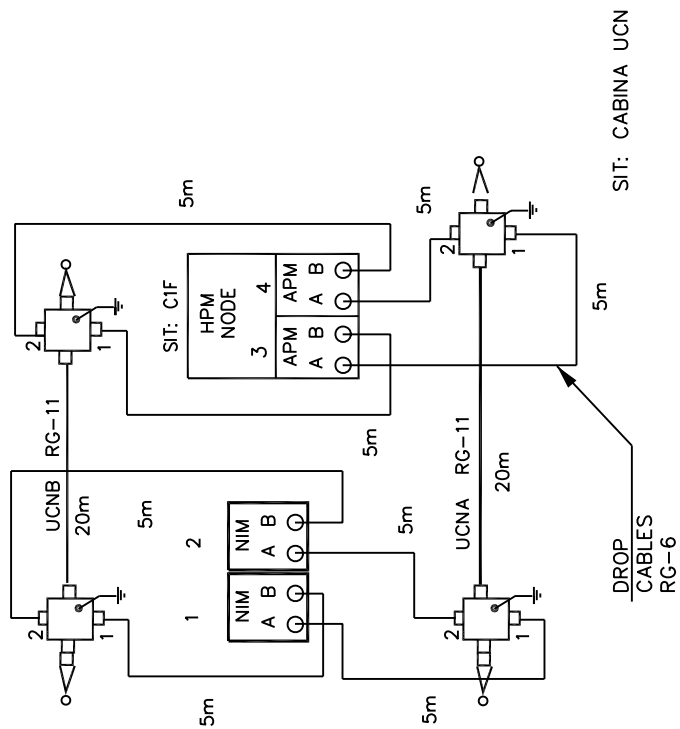 SIT: CABINA UCN
5m
5m
2
1
SIT: C1F
HPM
NODE
3
4
APM
APM
A
B
A
B
2
1
5m
5m
UCNB
RG-11
20m
5m
UCNA
RG-11
20m
5m
1
2
NIM
NIM
A
B
A
B
2
1
2
1
5m
5m
DROP
CABLES
RG-6